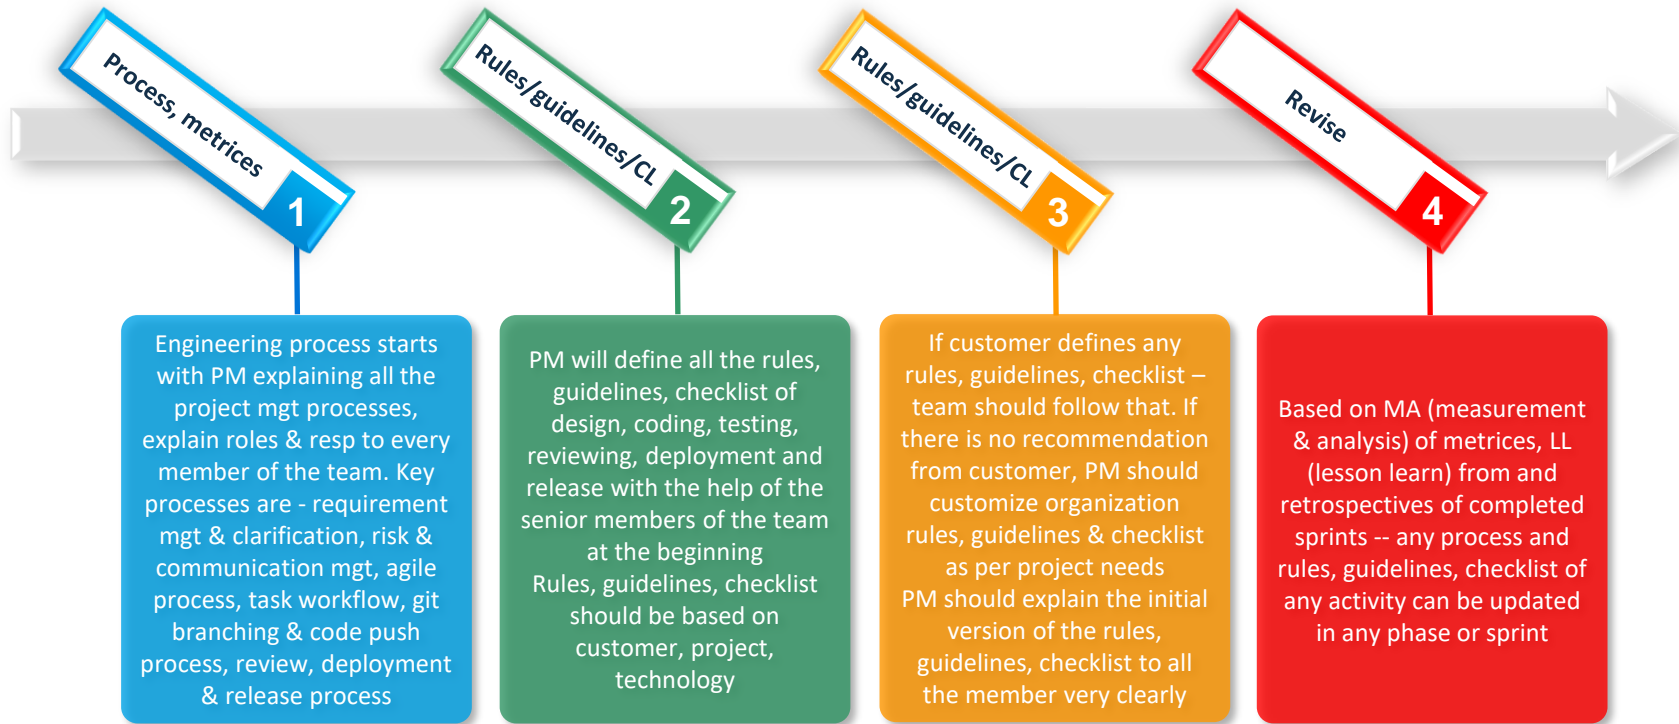 Process, metrices
1
Engineering process starts
with PM explaining all the
project mgt processes,
explain roles & resp to every
member of the team. Key
processes are - requirement
mgt & clarification, risk &
communication mgt, agile
process, task workflow, git
branching & code push
process, review, deployment
& release process
Rules/guidelines/CL
2
PM will define all the rules,
guidelines, checklist of
design, coding, testing,
reviewing, deployment and
release with the help of the
senior members of the team
at the beginning
Rules, guidelines, checklist
should be based on
customer, project,
technology
Rules/guidelines/CL
3
If customer defines any
rules, guidelines, checklist –
team should follow that. If
there is no recommendation
from customer, PM should
customize organization
rules, guidelines & checklist
as per project needs
PM should explain the initial
version of the rules,
guidelines, checklist to all
the member very clearly
Revise
4
Based on MA (measurement
& analysis) of metrices, LL
(lesson learn) from and
retrospectives of completed
sprints -- any process and
rules, guidelines, checklist of
any activity can be updated
in any phase or sprint